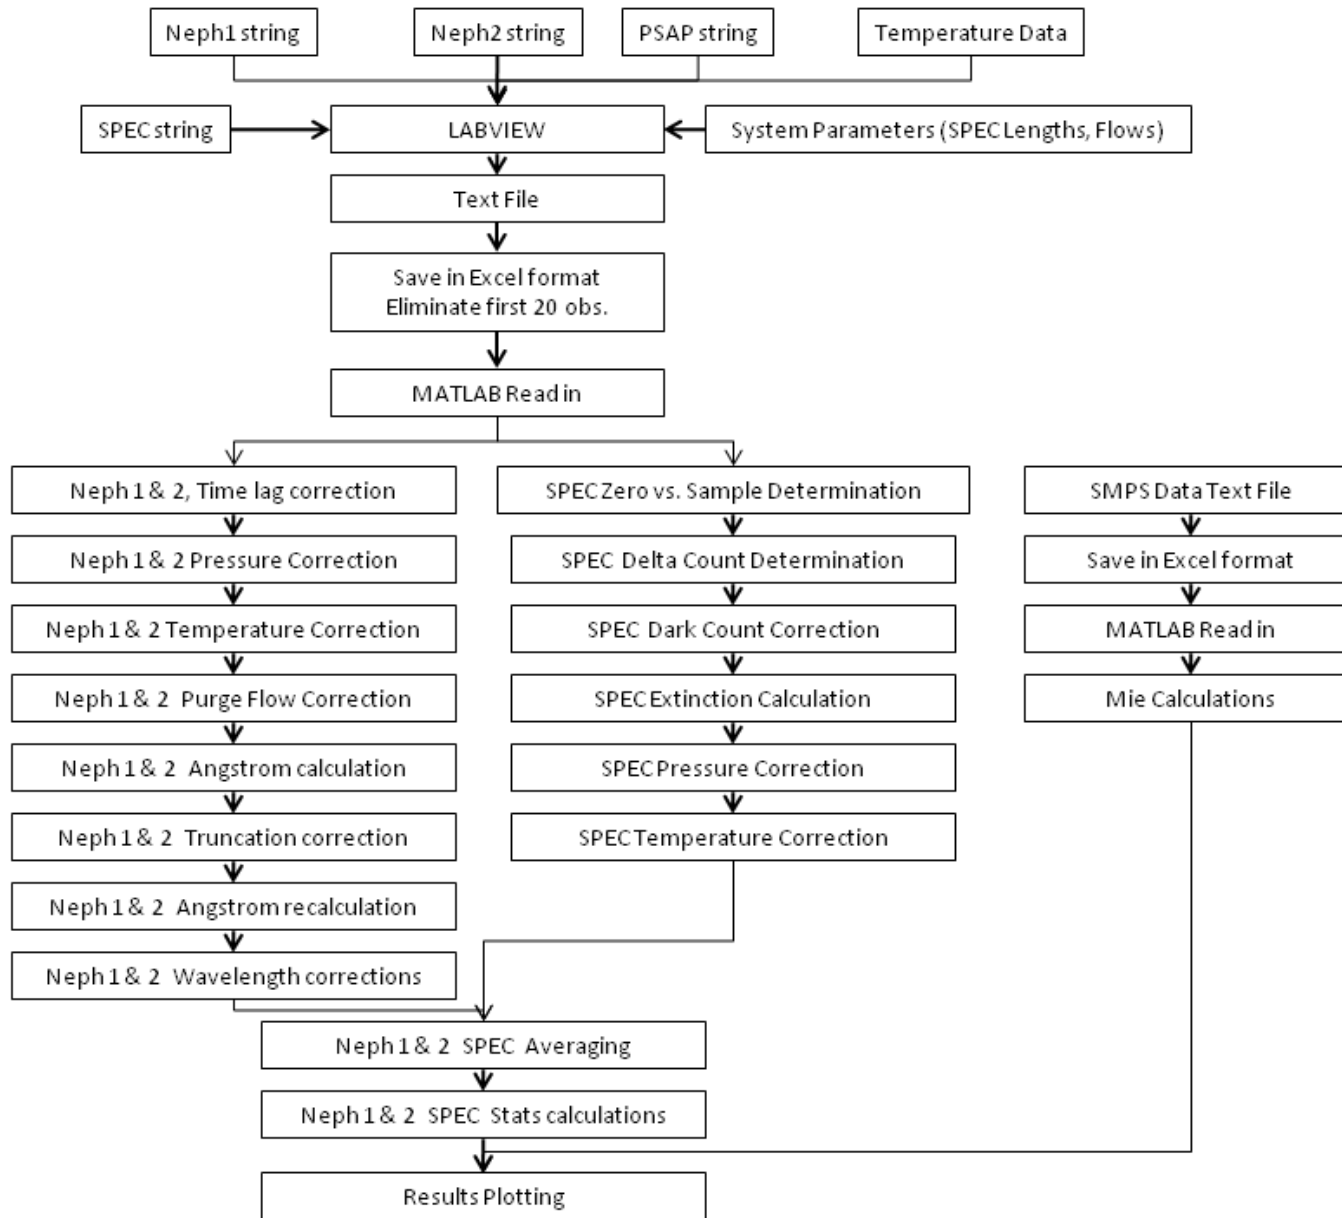 Neph1 string
Neph2 string
PSAP string
Temperature Data
SPEC string
LABVIEW
System Parameters (SPEC Lengths, Flows)
Text File
Save in Excel format
Eliminate first 20 obs.
MATLAB Read in
Neph 1 & 2, Time lag correction
SPEC Zero vs. Sample Determination
SMPS Data Text File
Neph 1 & 2 Pressure Correction
SPEC Delta Count Determination
Save in Excel format
Neph 1 & 2 Temperature Correction
SPEC Dark Count Correction
MATLAB Read in
Neph 1 & 2 Purge Flow Correction
SPEC Extinction Calculation
Mie Calculations
Neph 1 & 2 Angstrom calculation
SPEC Pressure Correction
Neph 1 & 2 Truncation correction
SPEC Temperature Correction
Neph 1 & 2 Angstrom recalculation
Neph 1 & 2 Wavelength corrections
Neph 1 & 2 SPEC Averaging
Neph 1 & 2 SPEC Stats calculations
Results Plotting